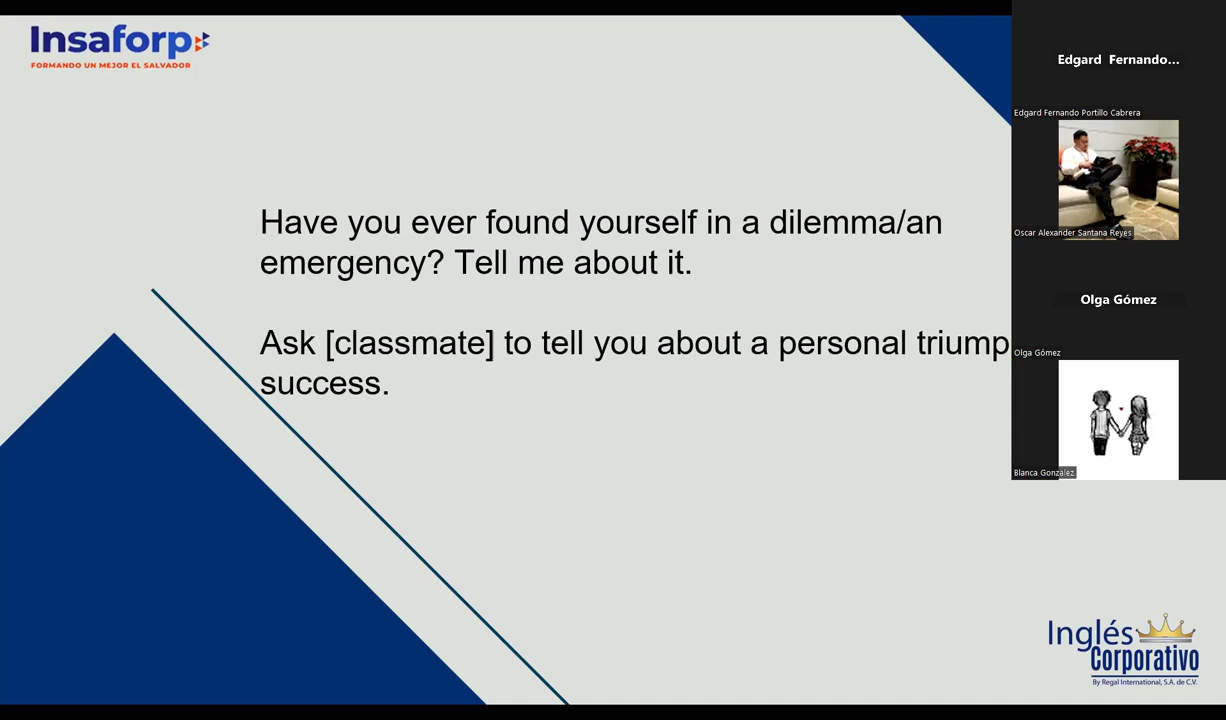 Insaforp
FORMANDO UN MEJOR EL SALVADOR
Have you ever found yourself in a dilemma/an
emergency? Tell me about it.
Ask [classmate] to tell you about a personal triump
success.
Edgard Fernando...
Edgard Fernando Portillo Cabrera
Oscar Alexander Santana Reyes
Olga Gómez
Olga Gómez
Blanca González
Inglés
Corporativo
By Regal International, S.A. de C.V.